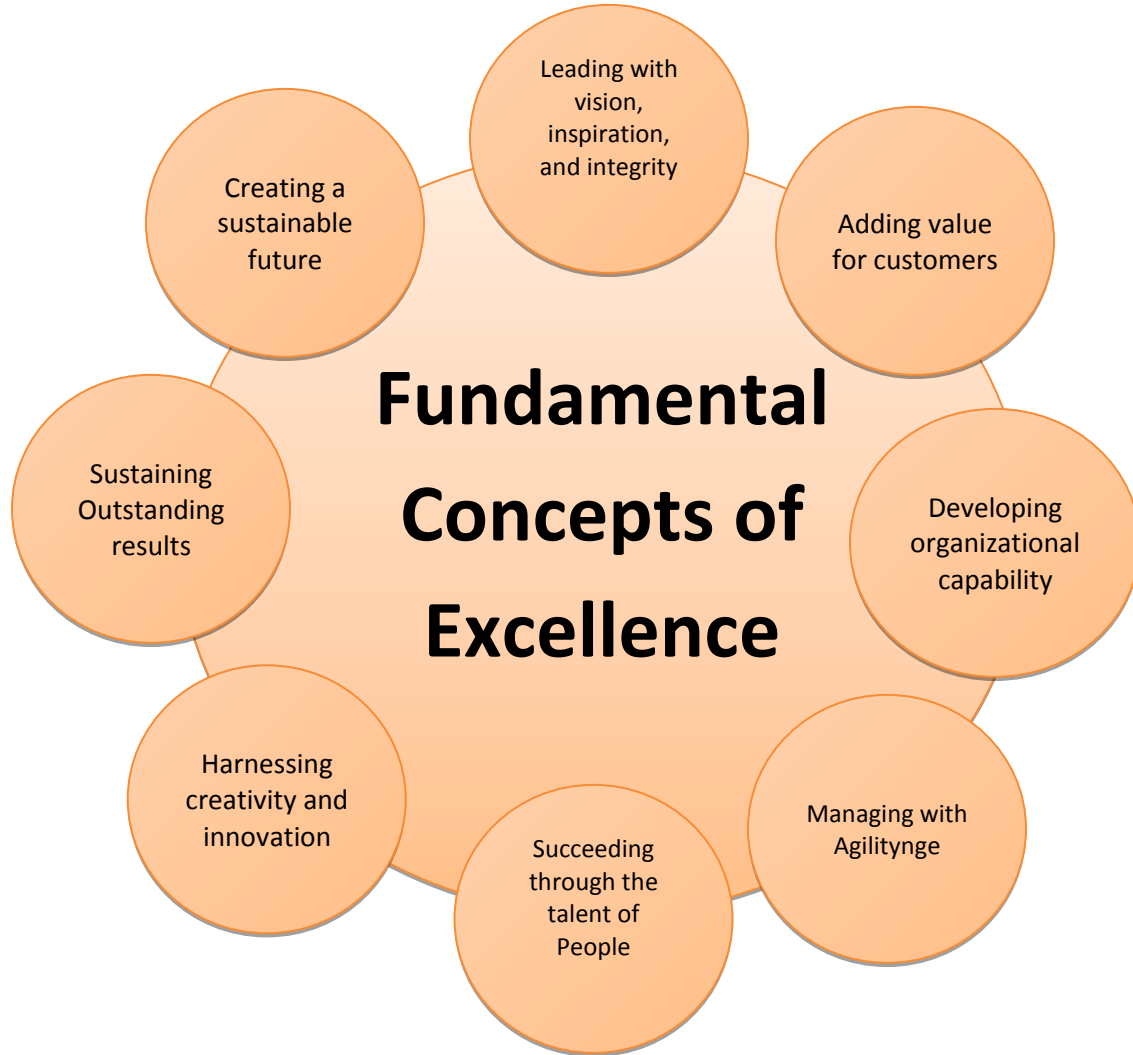 Leading with
vision,
inspiration,
and integrity
Adding value
for customers
Developing
organizational
capability
Managing with
Agilitynge
Succeeding
through the
talent of
People
Harnessing
creativity and
innovation
Sustaining
Outstanding
results
Creating a
sustainable
future
Fundamental
Concepts of
Excellence